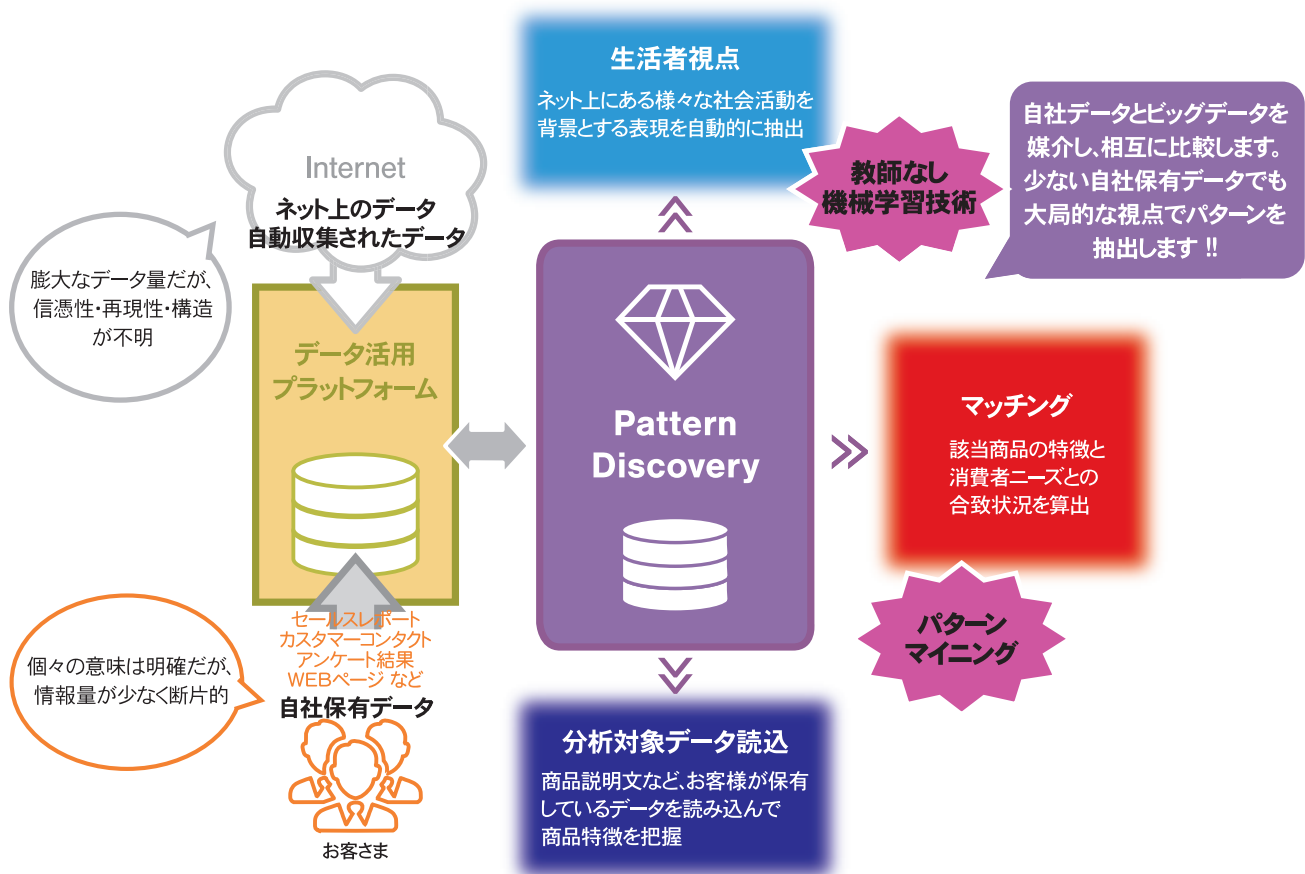 生活者視点
ネット上にある様々な社会活動を
背景とする表現を自動的に抽出
自社データとビッグデータを
媒介し、相互に比較します。
少ない自社保有データでも
大局的な視点でパターンを
抽出します !!
教師なし
機械学習技術
Internet
ネット上のデータ
自動収集されたデータ
膨大なデータ量だが、
信憑性・再現性・構造
が不明
データ活用
プラットフォーム
Pattern
Discovery
マッチング
該当商品の特徴と
消費者ニーズとの
合致状況を算出
パターン
マイニング
セールスレポート
カスタマーコンタクト
アンケート結果
WEBページ など
自社保有データ
個々の意味は明確だが、
情報量が少なく断片的
お客さま
分析対象データ読込
商品説明文など、お客様が保有
しているデータを読み込んで
商品特徴を把握